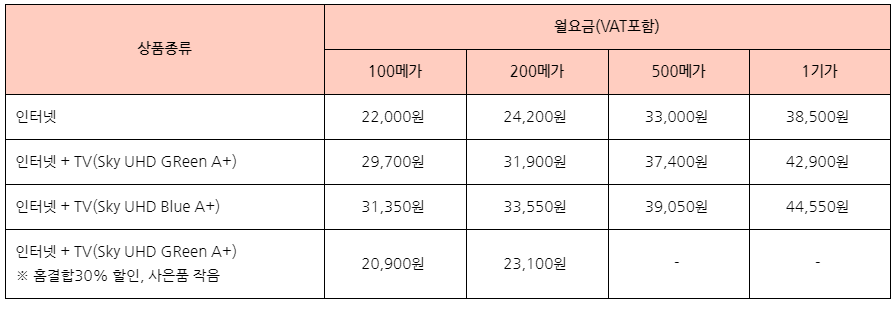 상품종류
월요금(VAT포함)
100메가 200메가 500메가 1기가
인터넷 22,000원 24,200원 33,000원 38,500원
인터넷 + TV(Sky UHD GReen A+) 29,700원 31,900원 37,400원 42,900원
인터넷 + TV(Sky UHD Blue A+) 31,350원 33,550원 39,050원 44,550원
인터넷 + TV(Sky UHD GReen A+)
※ 홈결합30% 할인, 사은품 작음 20,900원 23,100원 - -